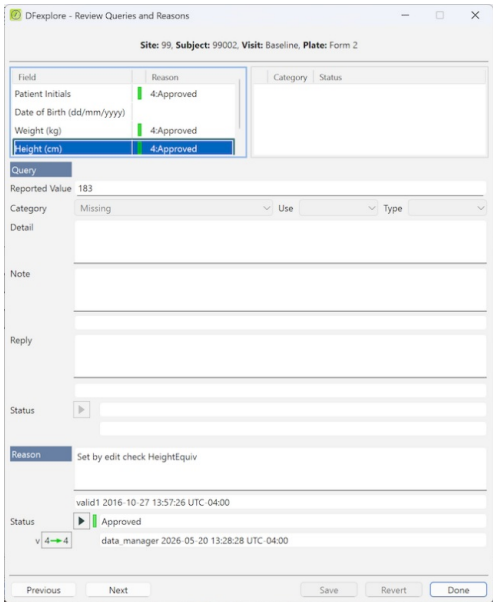 DFexplore - Review Queries and Reasons
Site: 99, Subject: 99002, Visit: Baseline, Plate: Form 2
Field Reason
Category Status
Patient Initials 4:Approved
Date of Birth (dd/mm/yyyy)
Weight (kg) 4:Approved
Height (cm) 4:Approved
Query
Reported Value 183
Category Missing Use Type
Detail
Note
Reply
Status
Reason Set by edit check HeightEquiv
valid1 2016-10-27 13:57:26 UTC-04:00
Status Approved
v 4→4 data_manager 2026-05-20 13:28:28 UTC-04:00
Previous Next Save Revert Done